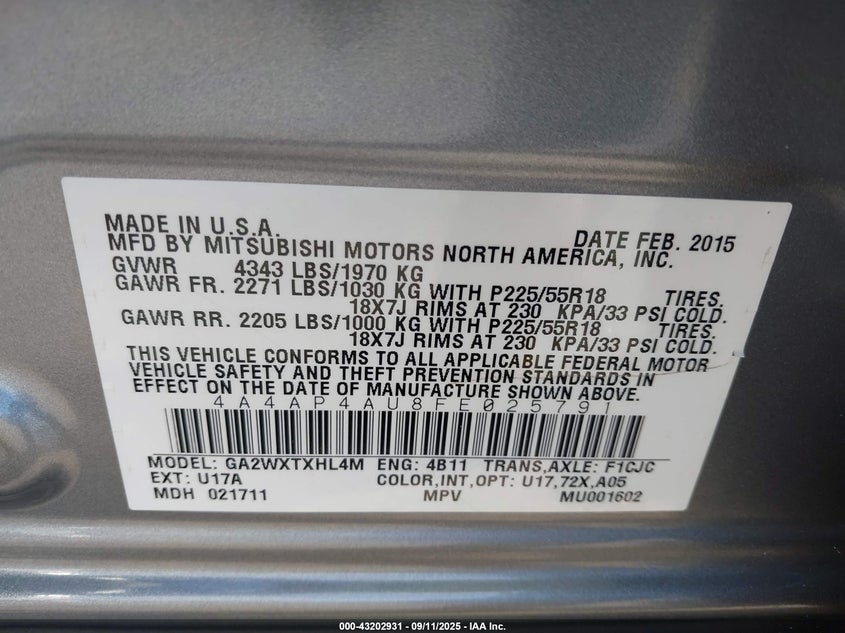 MADE IN U.S.A. DATE FEB. 2015
MFD BY MITSUBISHI MOTORS NORTH AMERICA, INC.
GVWR 4343 LBS/1970 KG
GAWR FR. 2271 LBS/1030 KG WITH P225/55R18 TIRES.
18X7J RIMS AT 230 KPA/33 PSI COLD.
GAWR RR. 2205 LBS/1000 KG WITH P225/55R18 TIRES.
18X7J RIMS AT 230 KPA/33 PSI COLD.
THIS VEHICLE CONFORMS TO ALL APPLICABLE FEDERAL MOTOR
VEHICLE SAFETY AND THEFT PREVENTION STANDARDS IN
EFFECT ON THE DATE OF MANUFACTURE SHOWN ABOVE.
4A4AP4AU8FE025791
MODEL: GA2WXTXHL4M ENG: 4B11 TRANS,AXLE: F1CJC
EXT: U17A COLOR,INT,OPT: U17,72X,A05
MDH 021711 MPV MU001602
000-43202931 - 09/11/2025 - IAA Inc.